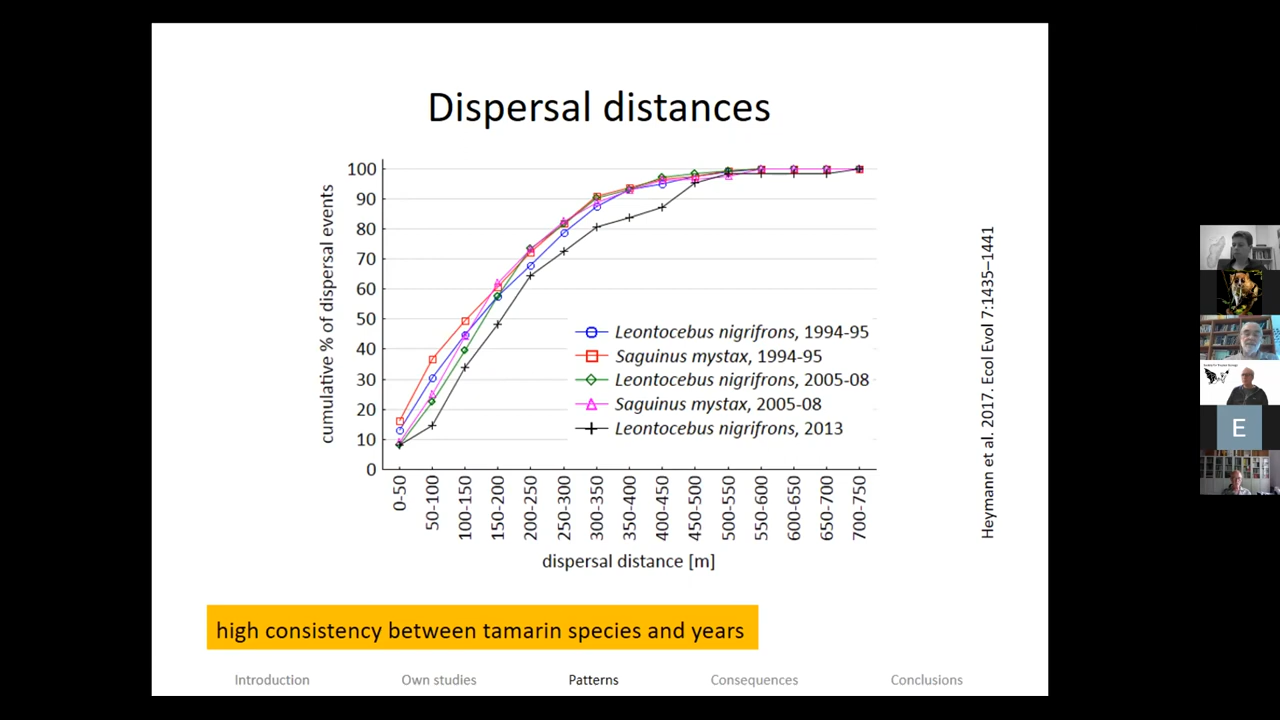 Dispersal distances
cumulative % of dispersal events
100
90
80
70
60
50
40
30
20
10
0
Leontocebus nigrifrons, 1994-95
Saguinus mystax, 1994-95
Leontocebus nigrifrons, 2005-08
Saguinus mystax, 2005-08
Leontocebus nigrifrons, 2013
0-50
50-100
100-150
150-200
200-250
250-300
300-350
350-400
400-450
450-500
500-550
550-600
600-650
650-700
700-750
dispersal distance [m]
Heymann et al. 2017. Ecol Evol 7:1435–1441
high consistency between tamarin species and years
Introduction Own studies Patterns Consequences Conclusions
E